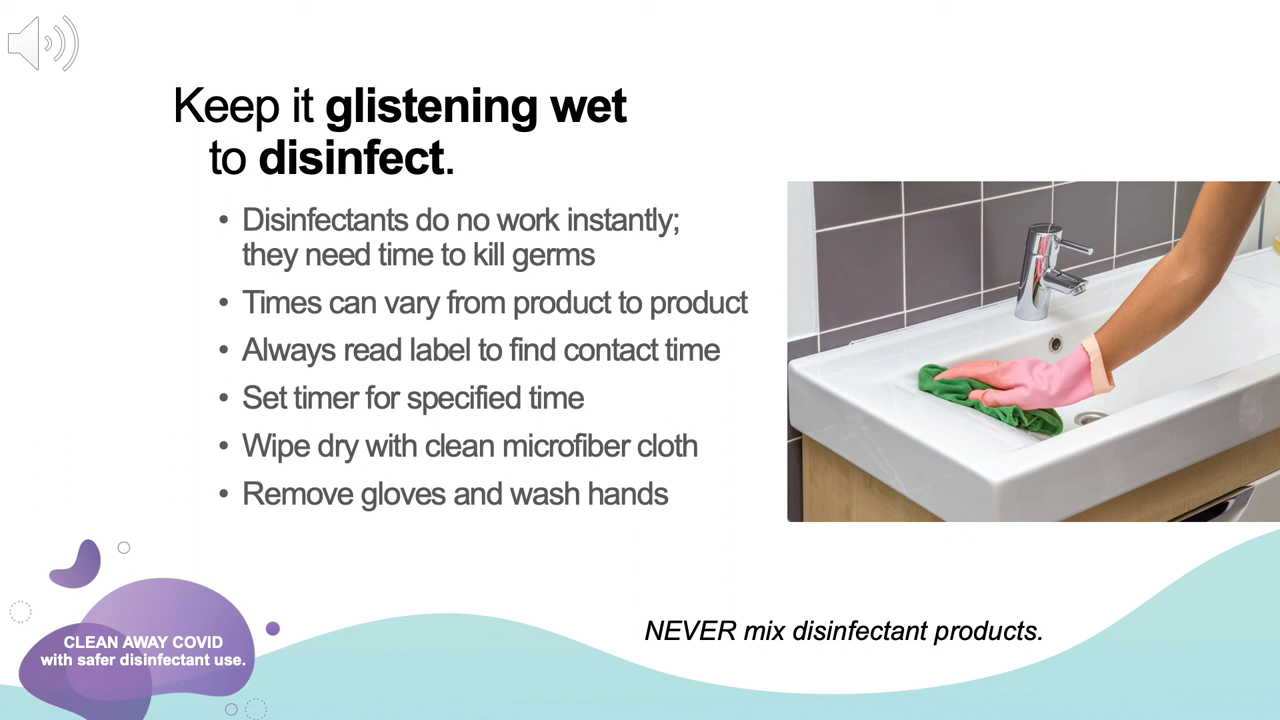 Keep it glistening wet
to disinfect.
• Disinfectants do no work instantly;
they need time to kill germs
• Times can vary from product to product
• Always read label to find contact time
• Set timer for specified time
• Wipe dry with clean microfiber cloth
• Remove gloves and wash hands
NEVER mix disinfectant products.
CLEAN AWAY COVID
with safer disinfectant use.